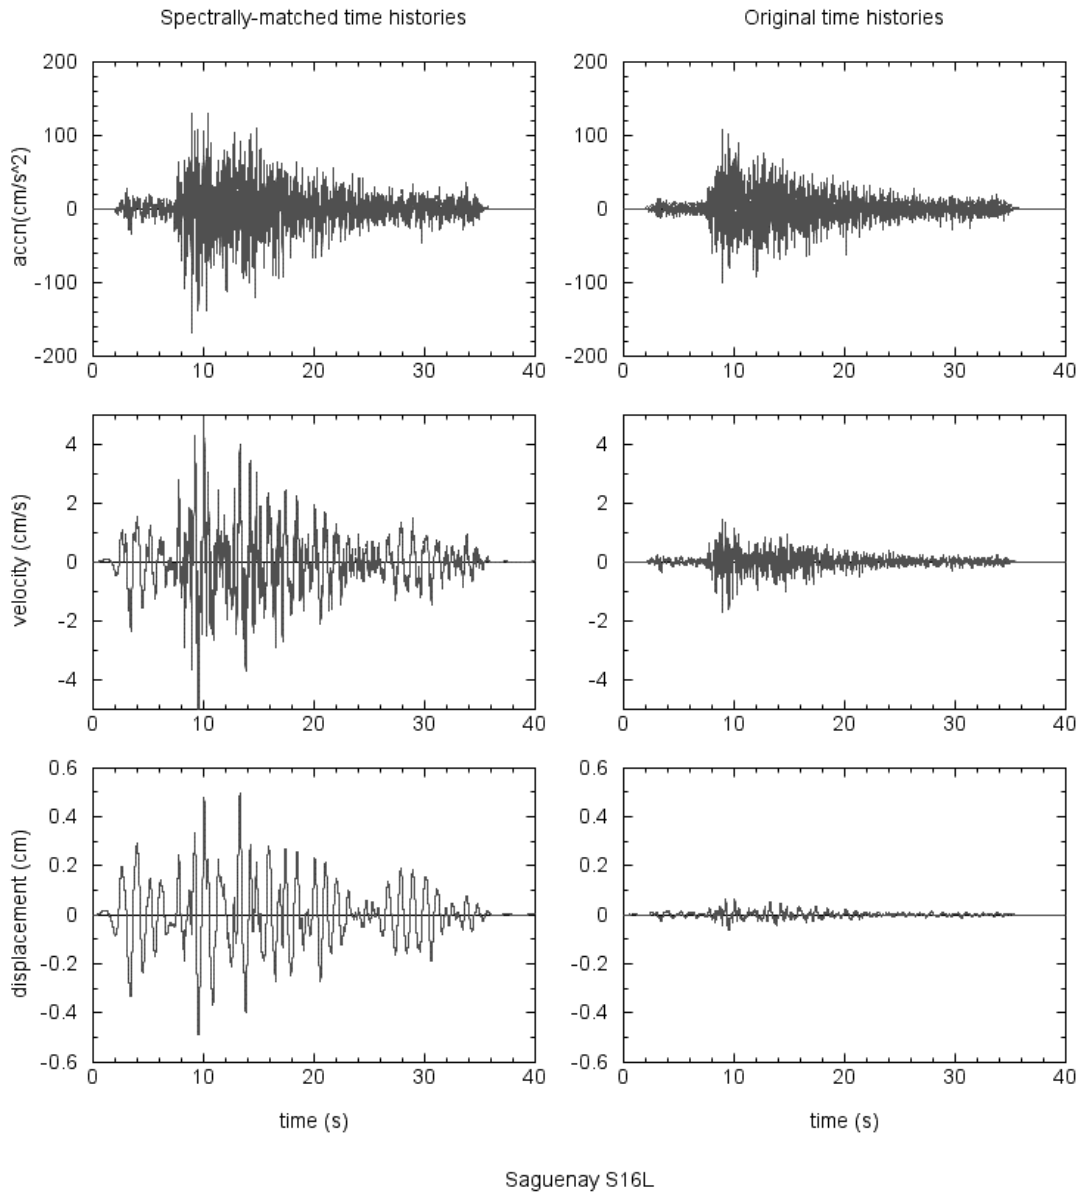 Spectrally-matched time histories
Original time histories
accn(cm/s^2)
200
100
0
-100
-200
0 10 20 30 40
200
100
0
-100
-200
0 10 20 30 40
velocity (cm/s)
4
2
0
-2
-4
0 10 20 30 40
4
2
0
-2
-4
0 10 20 30 40
displacement (cm)
0.6
0.4
0.2
0
-0.2
-0.4
-0.6
0 10 20 30 40
time (s)
0.6
0.4
0.2
0
-0.2
-0.4
-0.6
0 10 20 30 40
time (s)
Saguenay S16L